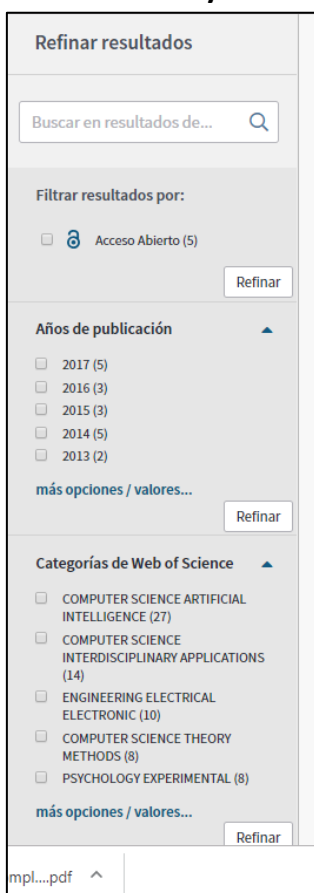 Refinar resultados
Buscar en resultados de...
Filtrar resultados por:
Acceso Abierto (5)
Refinar
Años de publicación
2017 (5)
2016 (3)
2015 (3)
2014 (5)
2013 (2)
más opciones / valores...
Refinar
Categorías de Web of Science
COMPUTER SCIENCE ARTIFICIAL
INTELLIGENCE (27)
COMPUTER SCIENCE
INTERDISCIPLINARY APPLICATIONS
(14)
ENGINEERING ELECTRICAL
ELECTRONIC (10)
COMPUTER SCIENCE THEORY
METHODS (8)
PSYCHOLOGY EXPERIMENTAL (8)
más opciones / valores...
Refinar
mpl....pdf